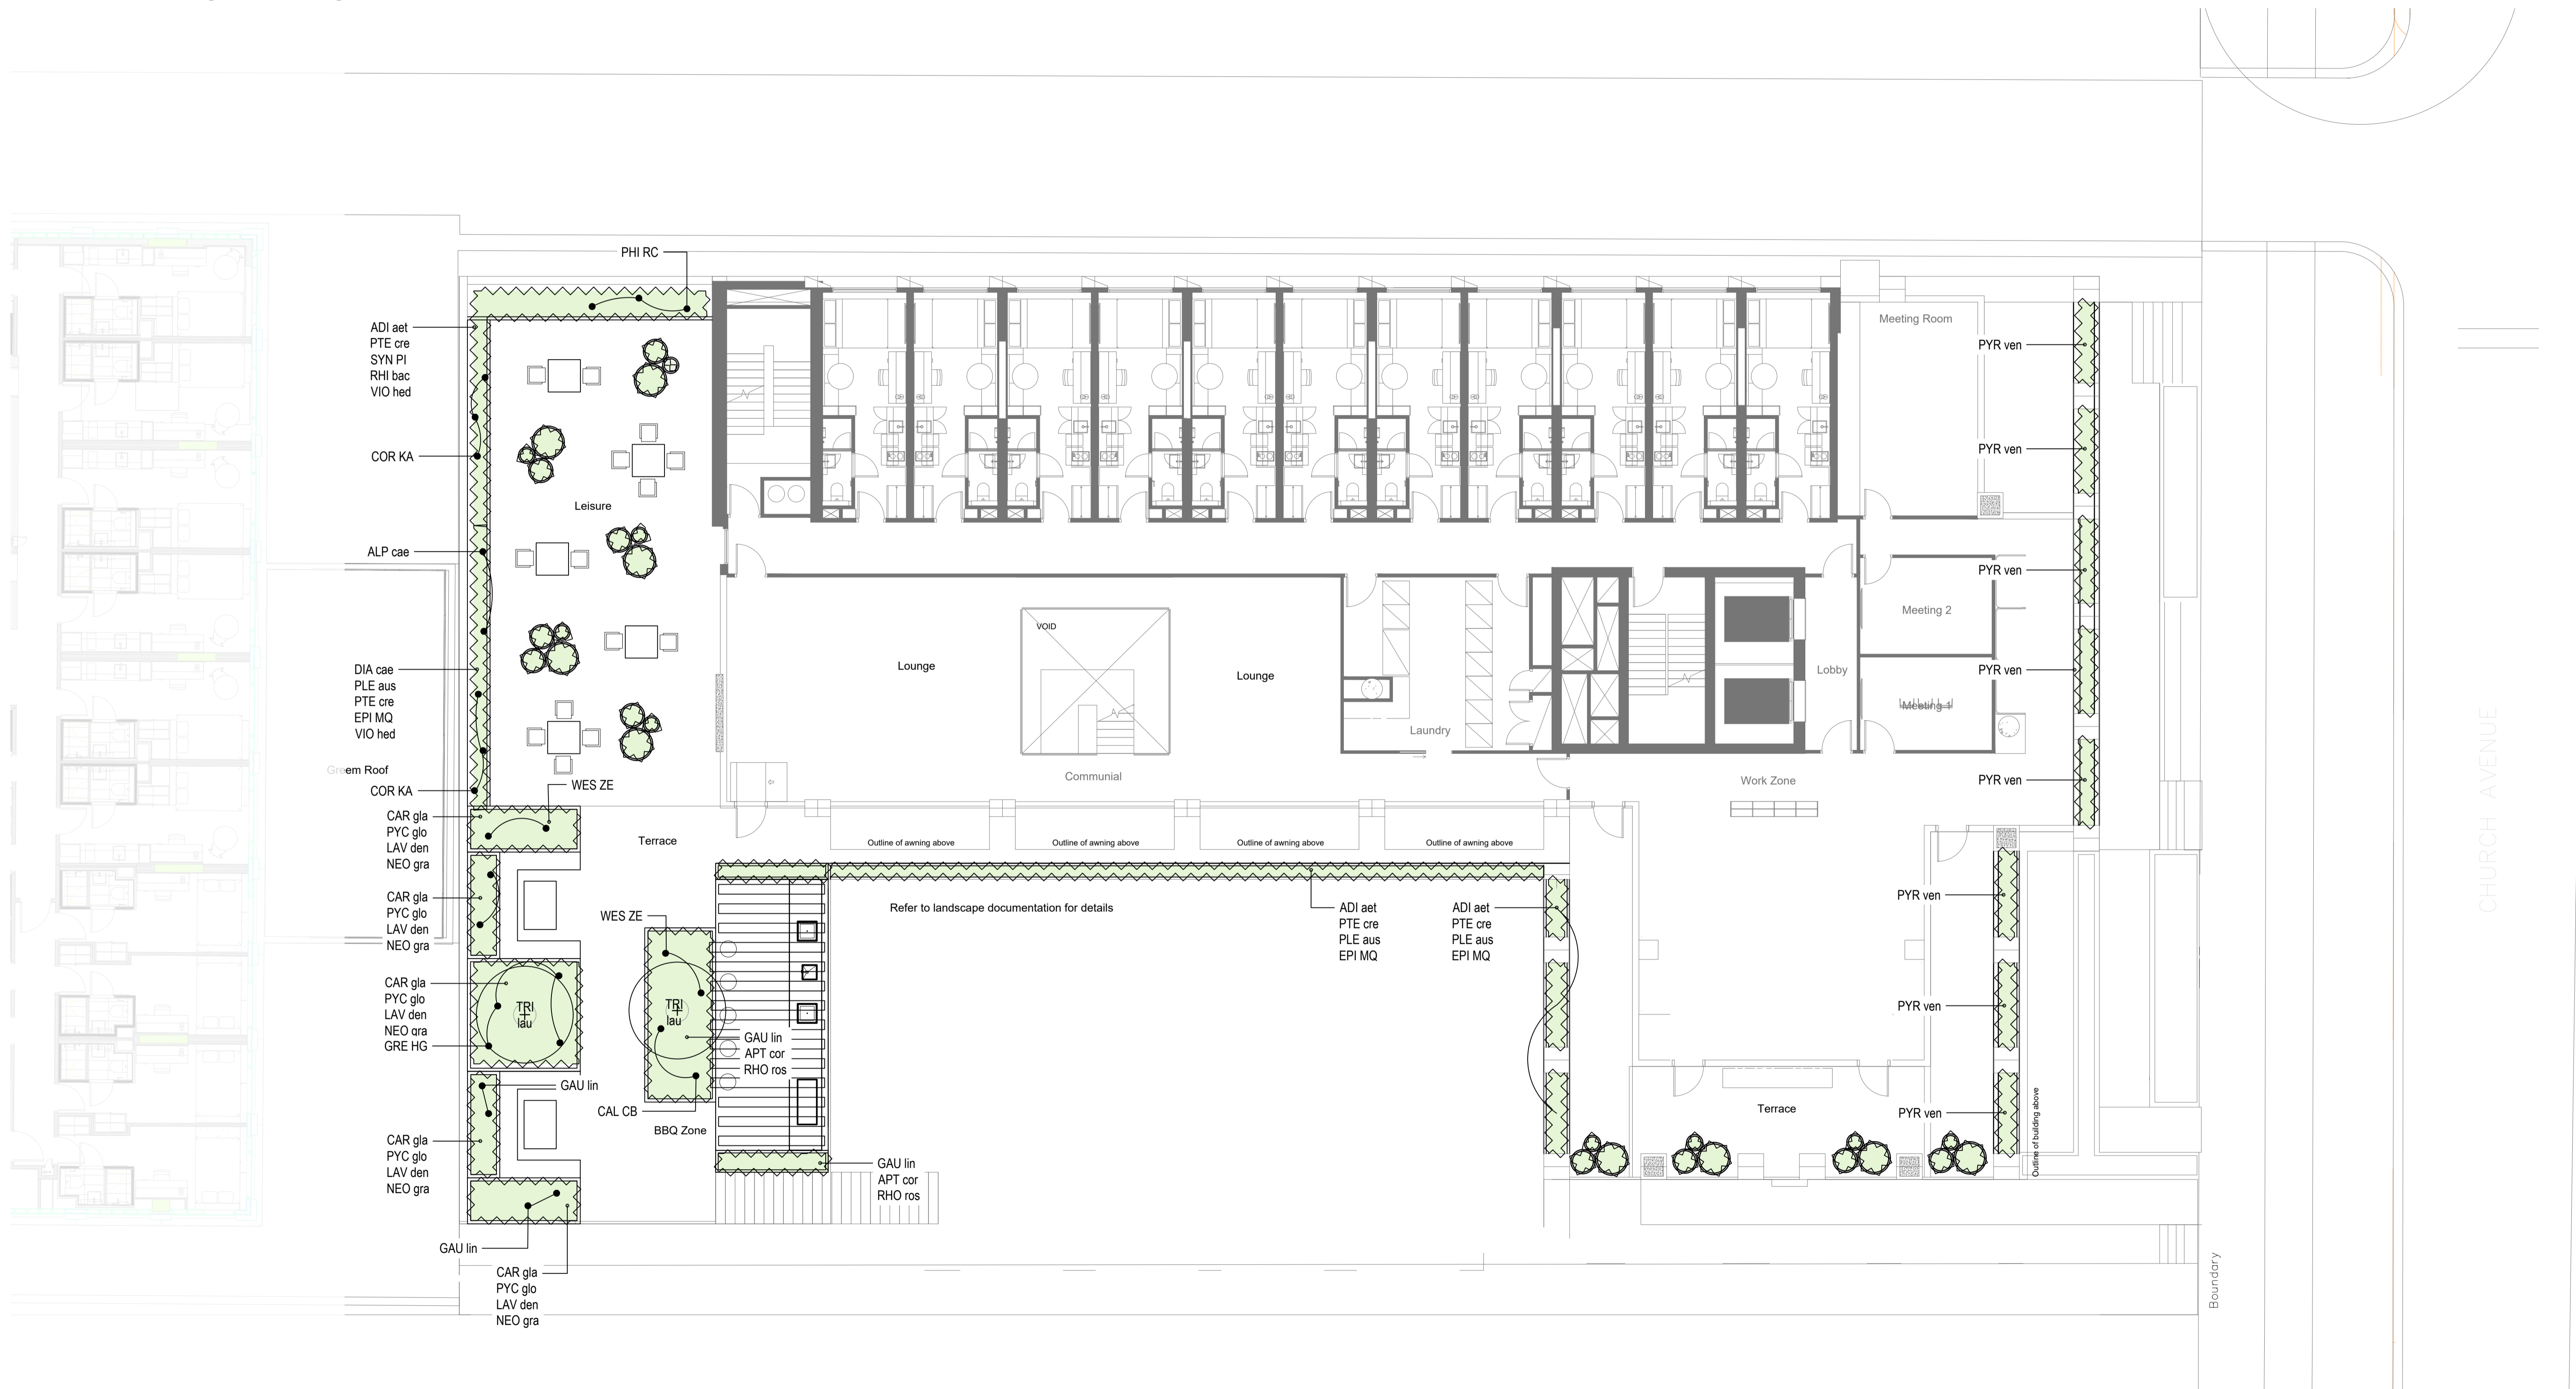 PHI RC
ADI aet
PTE cre
SYN PI
RHI bac
VIO hed
COR KA
Leisure
ALP cae
DIA cae
PLE aus
PTE cre
EPI MQ
VIO hed
Greem Roof
COR KA
WES ZE
CAR gla
PYC glo
LAV den
NEO gra
CAR gla
PYC glo
LAV den
NEO gra
CAR gla
PYC glo
LAV den
NEO gra
GRE HG
TRI
lau
GAU lin
CAR gla
PYC glo
LAV den
NEO gra
GAU lin
CAR gla
PYC glo
LAV den
NEO gra
Terrace
WES ZE
TRI
lau
GAU lin
APT cor
RHO ros
CAL CB
BBQ Zone
GAU lin
APT cor
RHO ros
Lounge
VOID
Lounge
Communial
Laundry
Outline of awning above
Outline of awning above
Outline of awning above
Outline of awning above
Refer to landscape documentation for details
ADI aet
PTE cre
PLE aus
EPI MQ
ADI aet
PTE cre
PLE aus
EPI MQ
Meeting Room
Meeting 2
Meeting 1
Lobby
Work Zone
Terrace
PYR ven
PYR ven
PYR ven
PYR ven
PYR ven
PYR ven
PYR ven
PYR ven
Outline of building above
Boundary
CHURCH AVENUE